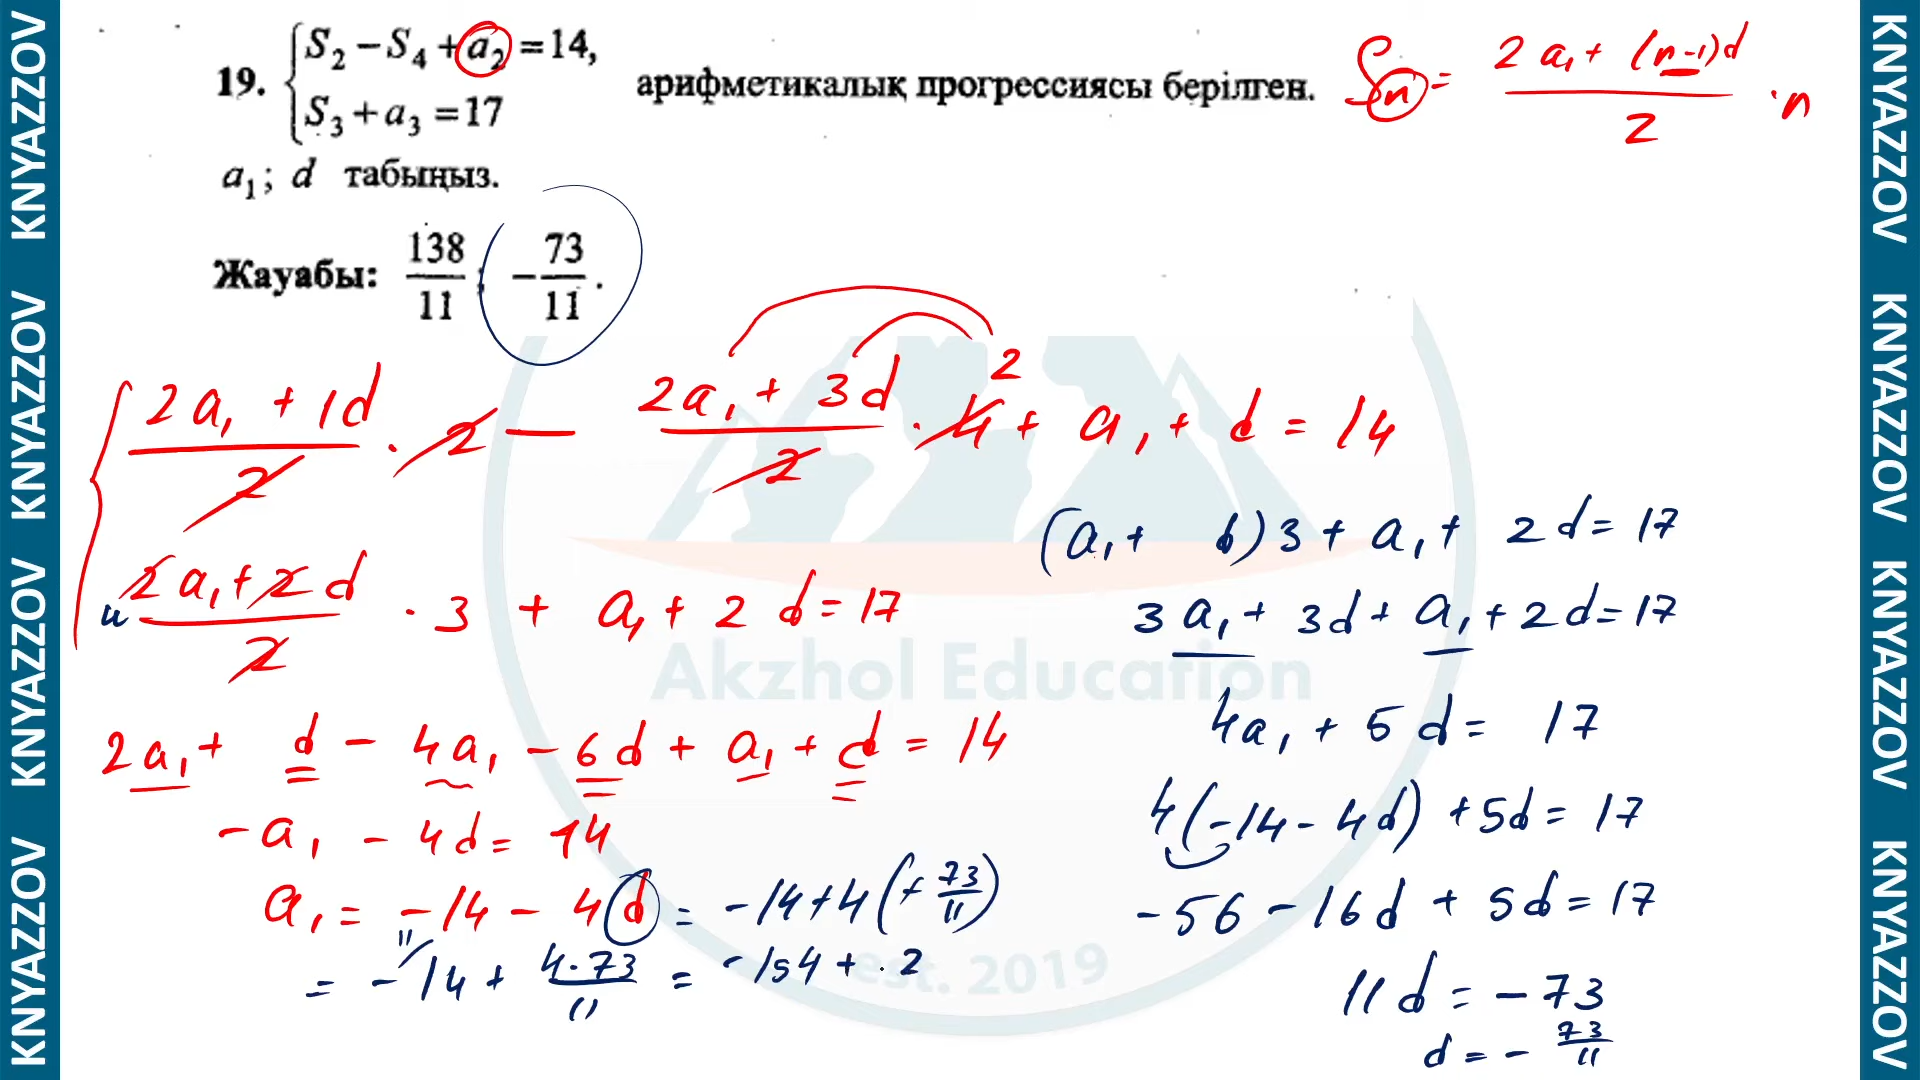 19. { S₂ − S₄ + a₂ = 14,
S₃ + a₃ = 17
арифметикалық прогрессиясы берілген.
a₁; d табыңыз.
Жауабы: 138/11; −73/11.
Sₙ = (2a₁ + (n−1)d)/2 · n
(2a₁ + 1d)/2 · 2 − (2a₁ + 3d)/2 · 4 + a₁ + d = 14
2
(2a₁ + 2d)/2 · 3 + a₁ + 2d = 17
2a₁ + d − 4a₁ − 6d + a₁ + d = 14
−a₁ − 4d = 14
a₁ = −14 − 4d = −14 + 4(+73/11)
= −14 + 4·73/11 = −154 + · 2
11
(a₁ + d)3 + a₁ + 2d = 17
3a₁ + 3d + a₁ + 2d = 17
4a₁ + 5d = 17
4(−14 − 4d) + 5d = 17
−56 − 16d + 5d = 17
11d = −73
d = −73/11
Akzhol Education
est. 2019
KNYAZZOV KNYAZZOV KNYAZZOV KNYAZZOV
KNYAZZOV KNYAZZOV KNYAZZOV KNYAZZOV